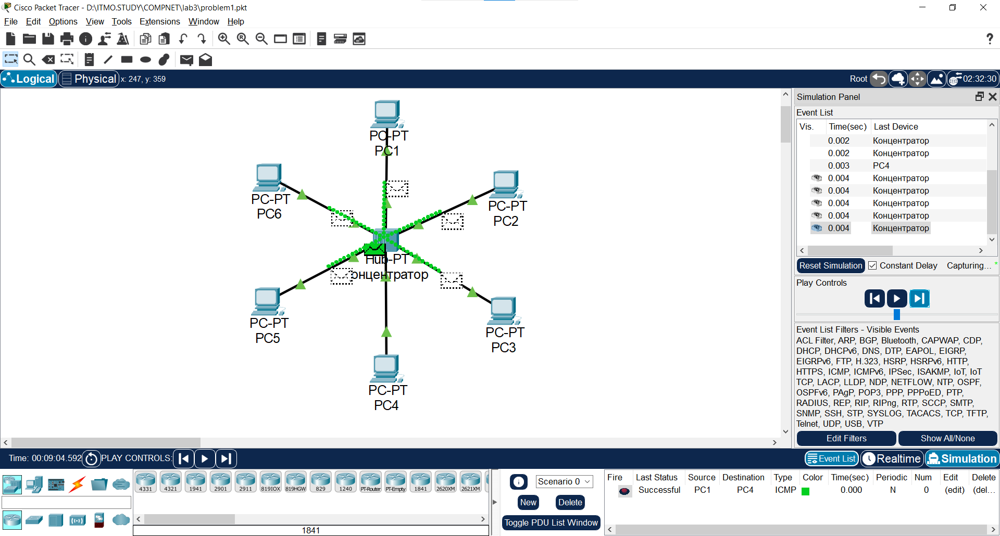 Cisco Packet Tracer - D:\ITMO.STUDY\COMPNET\lab3\problem1.pkt
File Edit Options View Tools Extensions Window Help
Logical Physical x: 247, y: 359
Root 02:32:30
PC-PT
PC1
PC-PT
PC6
PC-PT
PC2
Hub-PT
онцентратор
PC-PT
PC5
PC-PT
PC3
PC-PT
PC4
Simulation Panel
Event List
Vis. Time(sec) Last Device
0.002 Концентратор
0.002 Концентратор
0.003 PC4
0.004 Концентратор
0.004 Концентратор
0.004 Концентратор
0.004 Концентратор
0.004 Концентратор
Reset Simulation Constant Delay Capturing... *
Play Controls
Event List Filters - Visible Events
ACL Filter, ARP, BGP, Bluetooth, CAPWAP, CDP,
DHCP, DHCPv6, DNS, DTP, EAPOL, EIGRP,
EIGRPv6, FTP, H.323, HSRP, HSRPv6, HTTP,
HTTPS, ICMP, ICMPv6, IPSec, ISAKMP, IoT, IoT
TCP, LACP, LLDP, NDP, NETFLOW, NTP, OSPF,
OSPFv6, PAgP, POP3, PPP, PPPoED, PTP,
RADIUS, REP, RIP, RIPng, RTP, SCCP, SMTP,
SNMP, SSH, STP, SYSLOG, TACACS, TCP, TFTP,
Telnet, UDP, USB, VTP
Edit Filters Show All/None
Time: 00:09:04.592 PLAY CONTROLS:
Event List Realtime Simulation
4331 4321 1941 2901 2911 819IOX 819HGW 829 1240 PT-Router PT-Empty 1841 2620XM 2621XM
1841
Scenario 0
New Delete
Toggle PDU List Window
Fire Last Status Source Destination Type Color Time(sec) Periodic Num Edit Delete
Successful PC1 PC4 ICMP 0.000 N 0 (edit) (del...